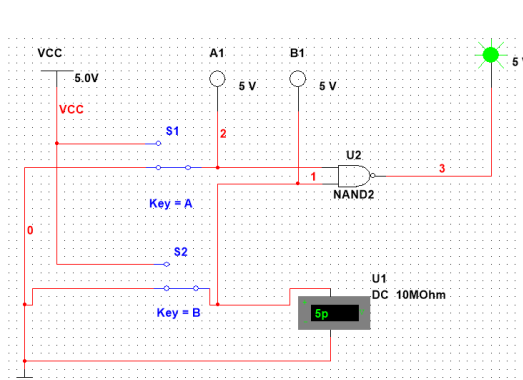 VCC
A1
B1
5.0V
5 V
5 V
5
VCC
S1
2
U2
1
3
NAND2
Key = A
0
S2
U1
DC 10MOhm
Key = B
5p